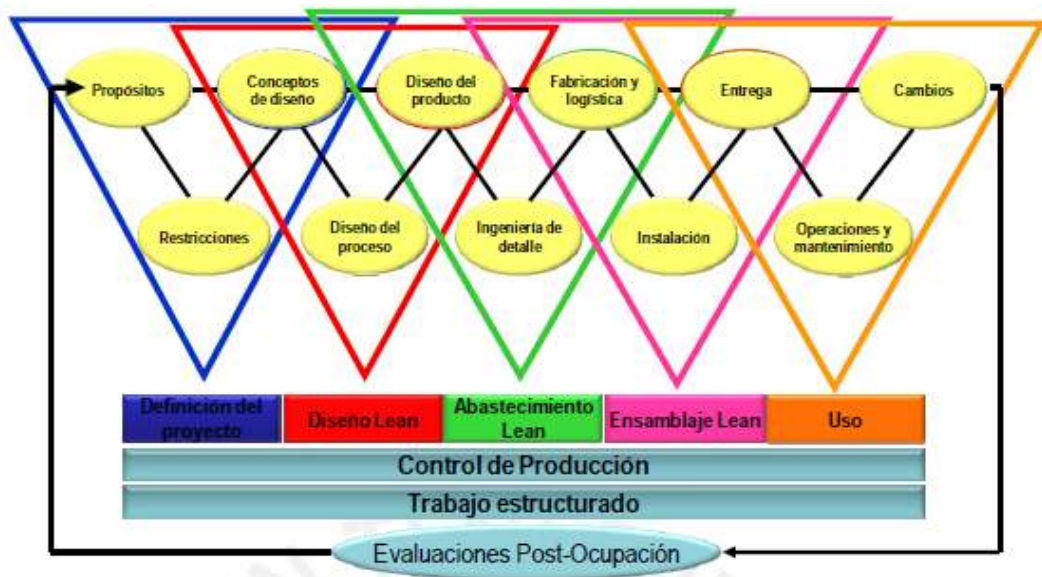 Propósitos
Conceptos
de diseño
Diseño del
producto
Fabricación y
logística
Entrega
Cambios
Restricciones
Diseño del
proceso
Ingeniería de
detalle
Instalación
Operaciones y
mantenimiento
Definición del
proyecto
Diseño Lean
Abastecimiento
Lean
Ensamblaje Lean
Uso
Control de Producción
Trabajo estructurado
Evaluaciones Post-Ocupación